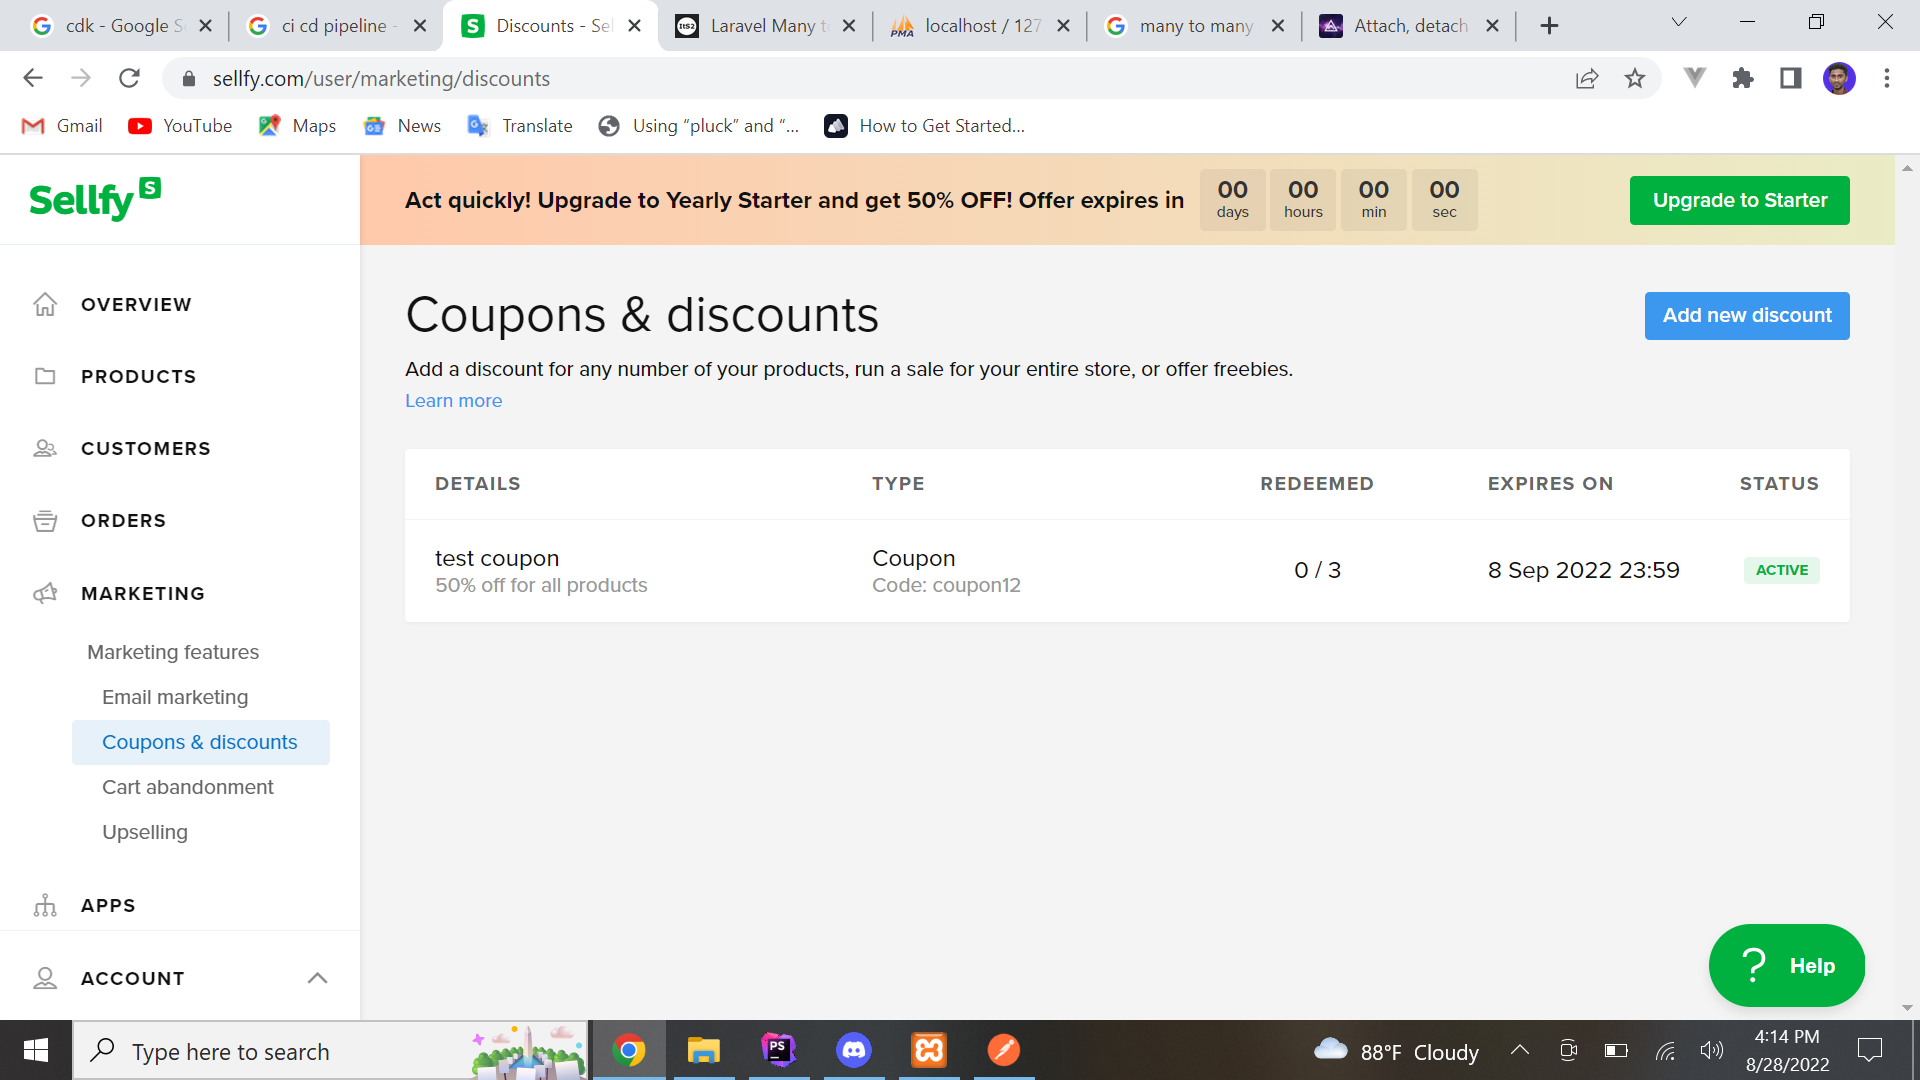 cdk - Google S
ci cd pipeline -
Discounts - Sel
Laravel Many t
localhost / 127
many to many
Attach, detach
sellfy.com/user/marketing/discounts
Gmail
YouTube
Maps
News
Translate
Using “pluck” and “...
How to Get Started...
Sellfy S
Act quickly! Upgrade to Yearly Starter and get 50% OFF! Offer expires in
00 days
00 hours
00 min
00 sec
Upgrade to Starter
OVERVIEW
PRODUCTS
CUSTOMERS
ORDERS
MARKETING
Marketing features
Email marketing
Coupons & discounts
Cart abandonment
Upselling
APPS
ACCOUNT
Coupons & discounts
Add new discount
Add a discount for any number of your products, run a sale for your entire store, or offer freebies.
Learn more
DETAILS TYPE REDEEMED EXPIRES ON STATUS
test coupon Coupon 0 / 3 8 Sep 2022 23:59 ACTIVE
50% off for all products Code: coupon12
? Help
Type here to search
PS
88°F Cloudy
4:14 PM
8/28/2022